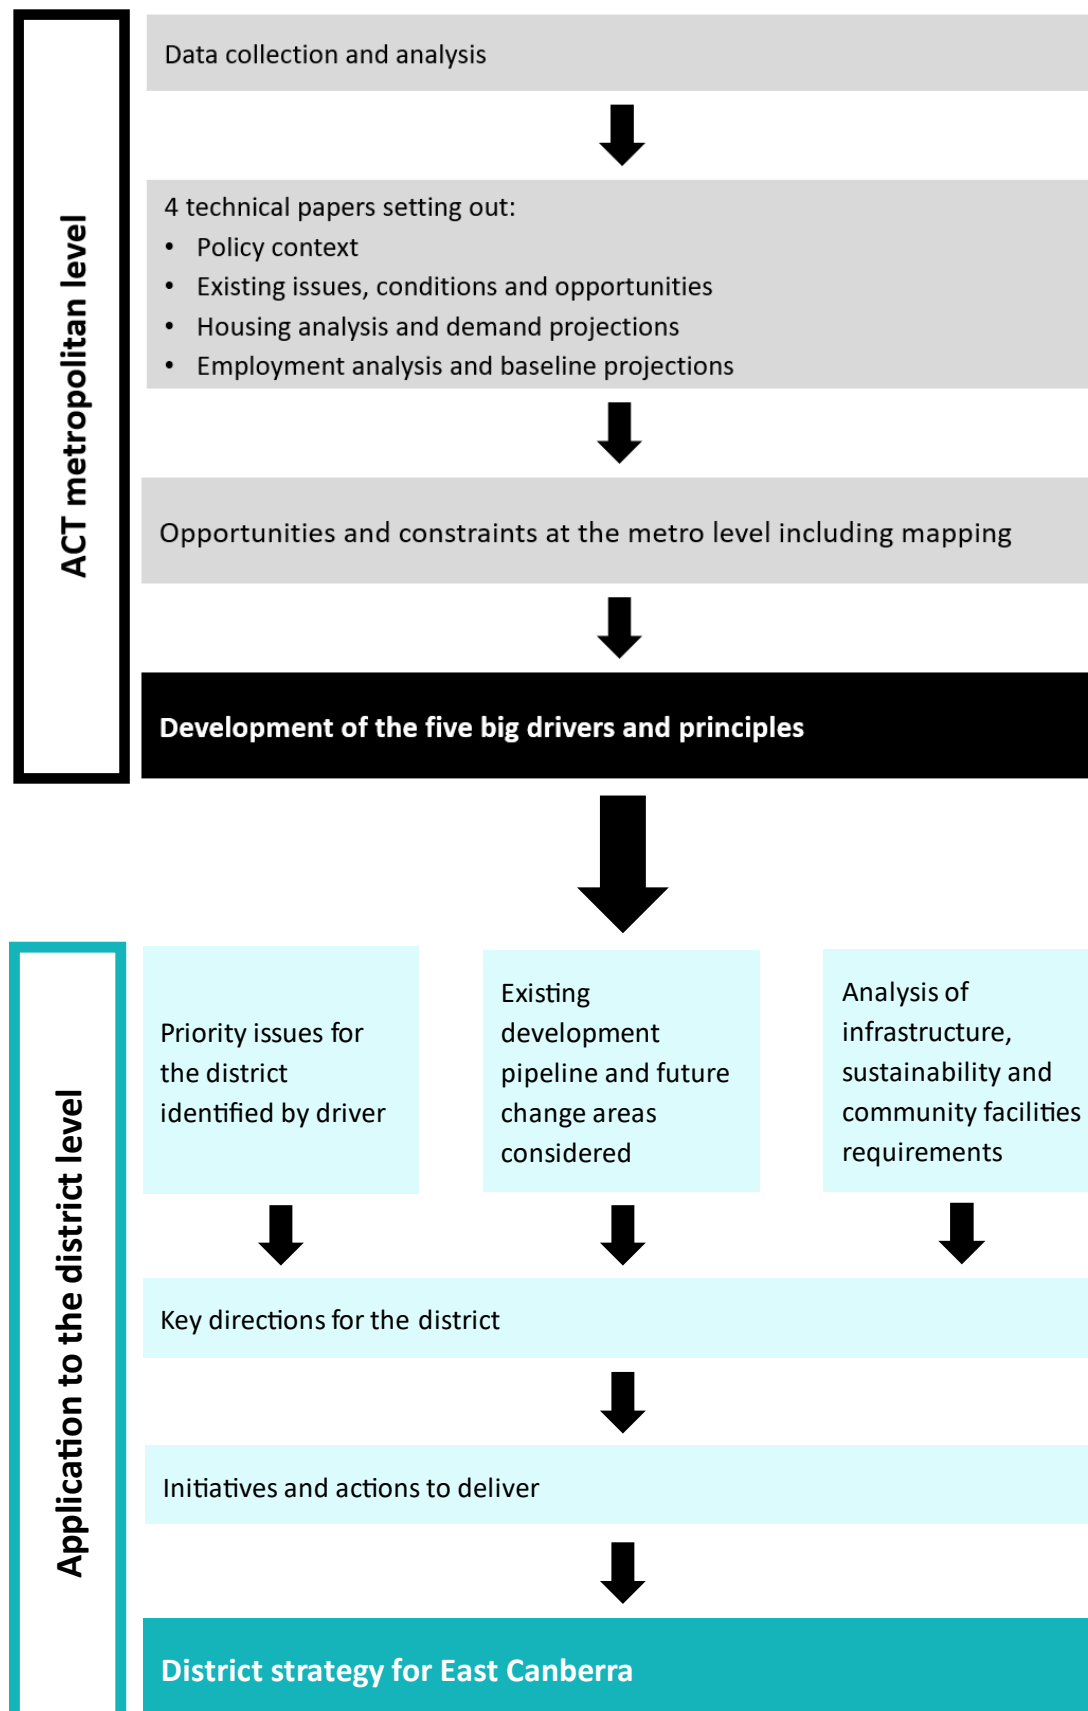 ACT metropolitan level
Data collection and analysis
4 technical papers setting out:
• Policy context
• Existing issues, conditions and opportunities
• Housing analysis and demand projections
• Employment analysis and baseline projections
Opportunities and constraints at the metro level including mapping
Development of the five big drivers and principles
Application to the district level
Priority issues for
the district
identified by driver
Existing
development
pipeline and future
change areas
considered
Analysis of
infrastructure,
sustainability and
community facilities
requirements
Key directions for the district
Initiatives and actions to deliver
District strategy for East Canberra